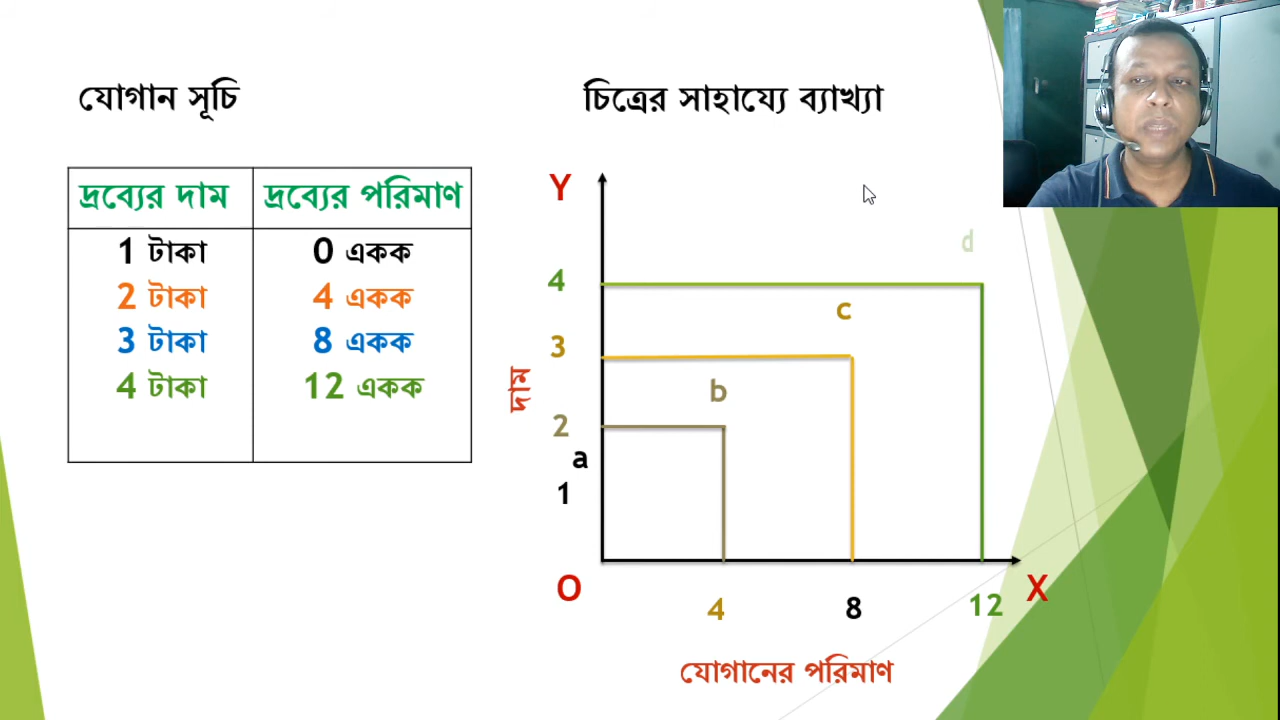 যোগান সূচি
দ্রব্যের দাম দ্রব্যের পরিমাণ
1 টাকা 0 একক
2 টাকা 4 একক
3 টাকা 8 একক
4 টাকা 12 একক
চিত্রের সাহায্যে ব্যাখ্যা
Y
d
4
c
3
দাম
b
2
a
1
O
X
4 8 12
যোগানের পরিমাণ